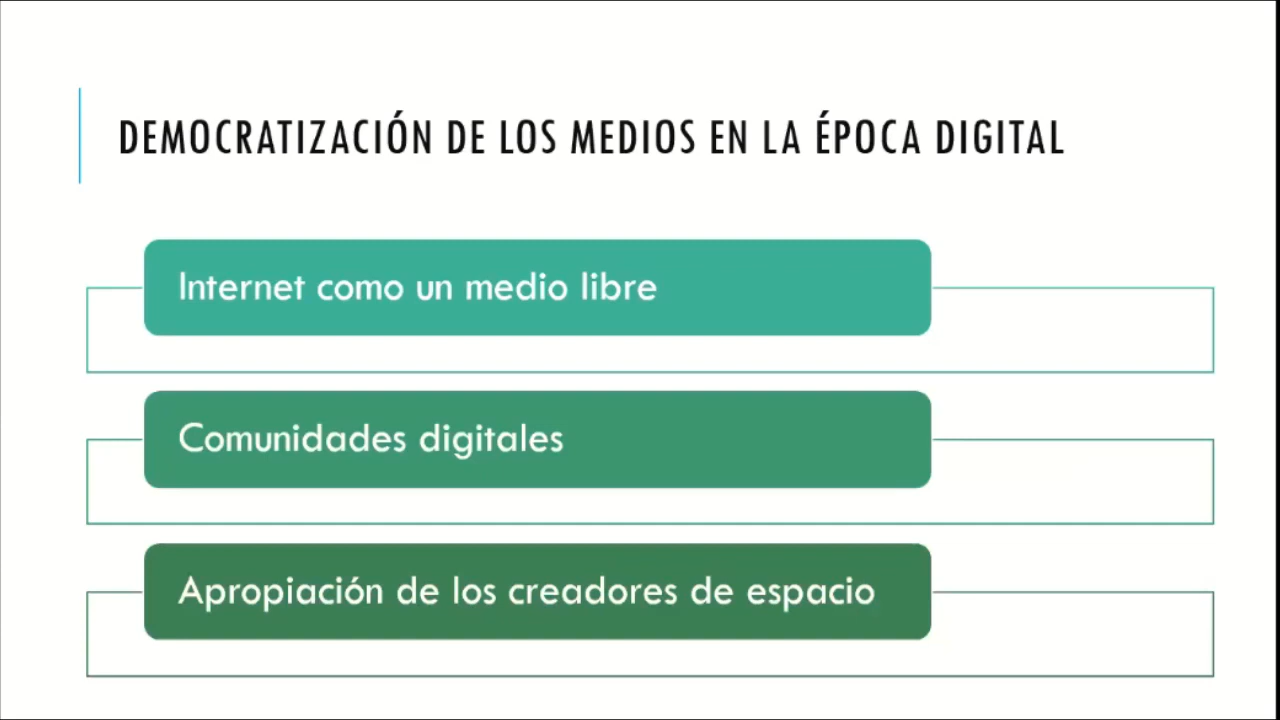 DEMOCRATIZACIÓN DE LOS MEDIOS EN LA ÉPOCA DIGITAL
Internet como un medio libre
Comunidades digitales
Apropiación de los creadores de espacio